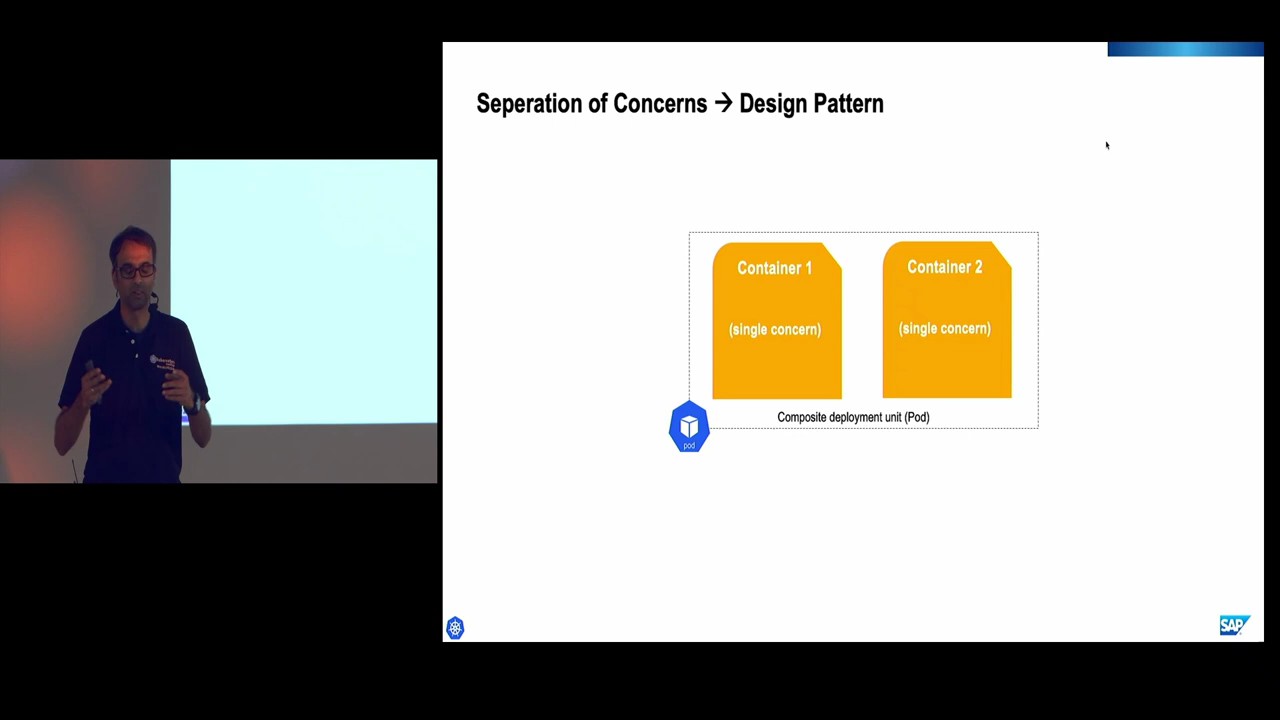 Seperation of Concerns → Design Pattern
Container 1
(single concern)
Container 2
(single concern)
Composite deployment unit (Pod)
pod
SAP